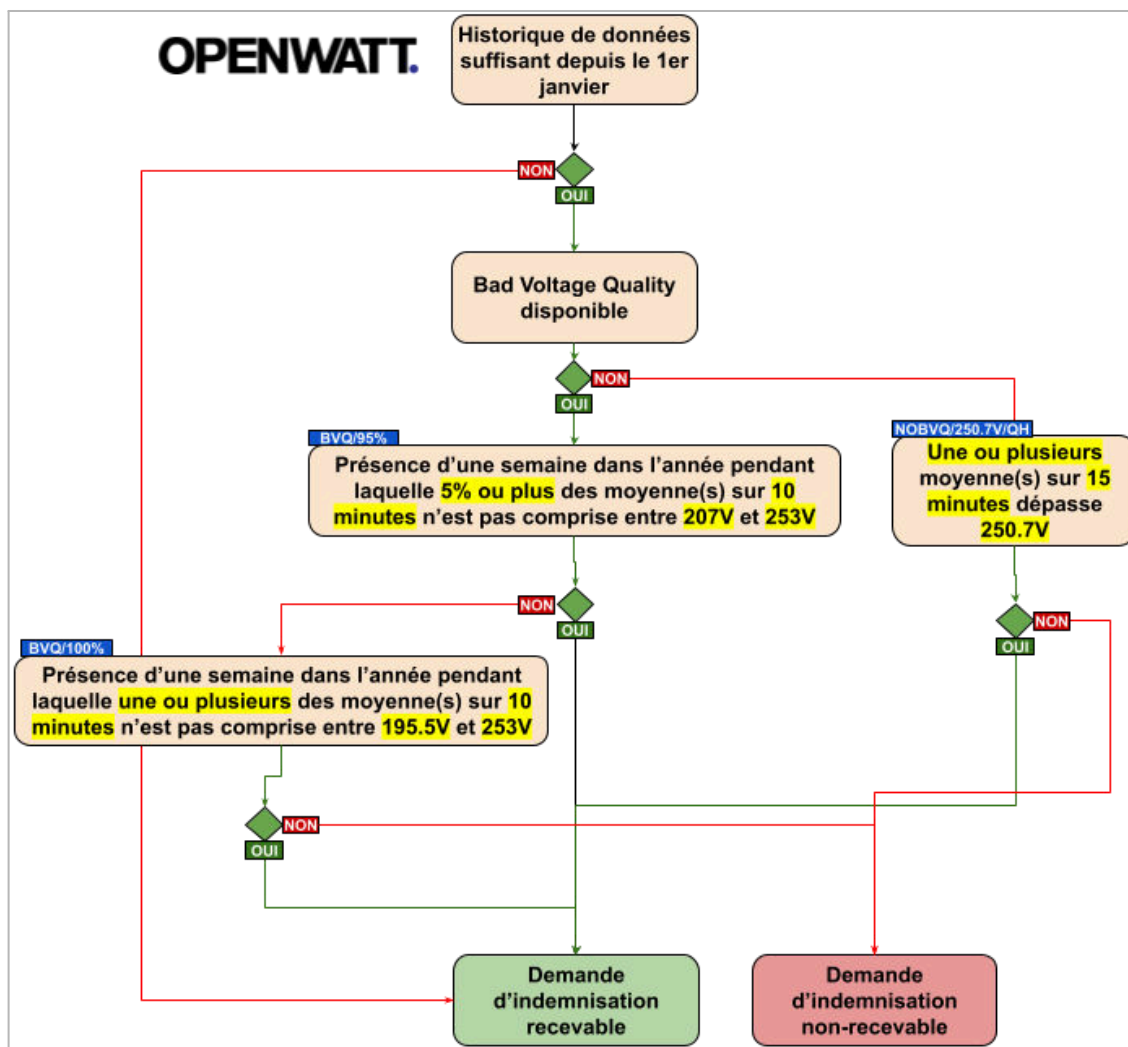 OPENWATT.
Historique de données
suffisant depuis le 1er
janvier
NON
OUI
Bad Voltage Quality
disponible
NON
OUI
BVQ/95%
Présence d'une semaine dans l'année pendant
laquelle 5% ou plus des moyenne(s) sur 10
minutes n'est pas comprise entre 207V et 253V
NOBVQ/250.7V/QH
Une ou plusieurs
moyenne(s) sur 15
minutes dépasse
250.7V
NON
OUI
NON
OUI
BVQ/100%
Présence d'une semaine dans l'année pendant
laquelle une ou plusieurs des moyenne(s) sur 10
minutes n'est pas comprise entre 195.5V et 253V
NON
OUI
Demande
d'indemnisation
recevable
Demande
d'indemnisation
non-recevable